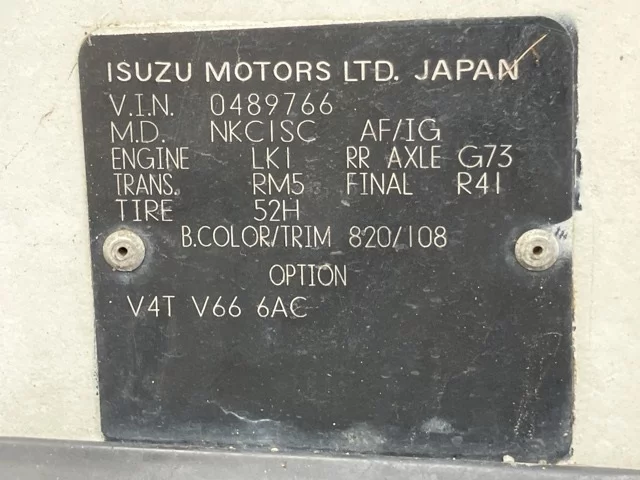 ISUZU MOTORS LTD. JAPAN
V.I.N. 0489766
M.D. NKC1SC AF/IG
ENGINE LK1 RR AXLE G73
TRANS. RM5 FINAL R41
TIRE 52H
B.COLOR/TRIM 820/108
OPTION
V4T V66 6AC